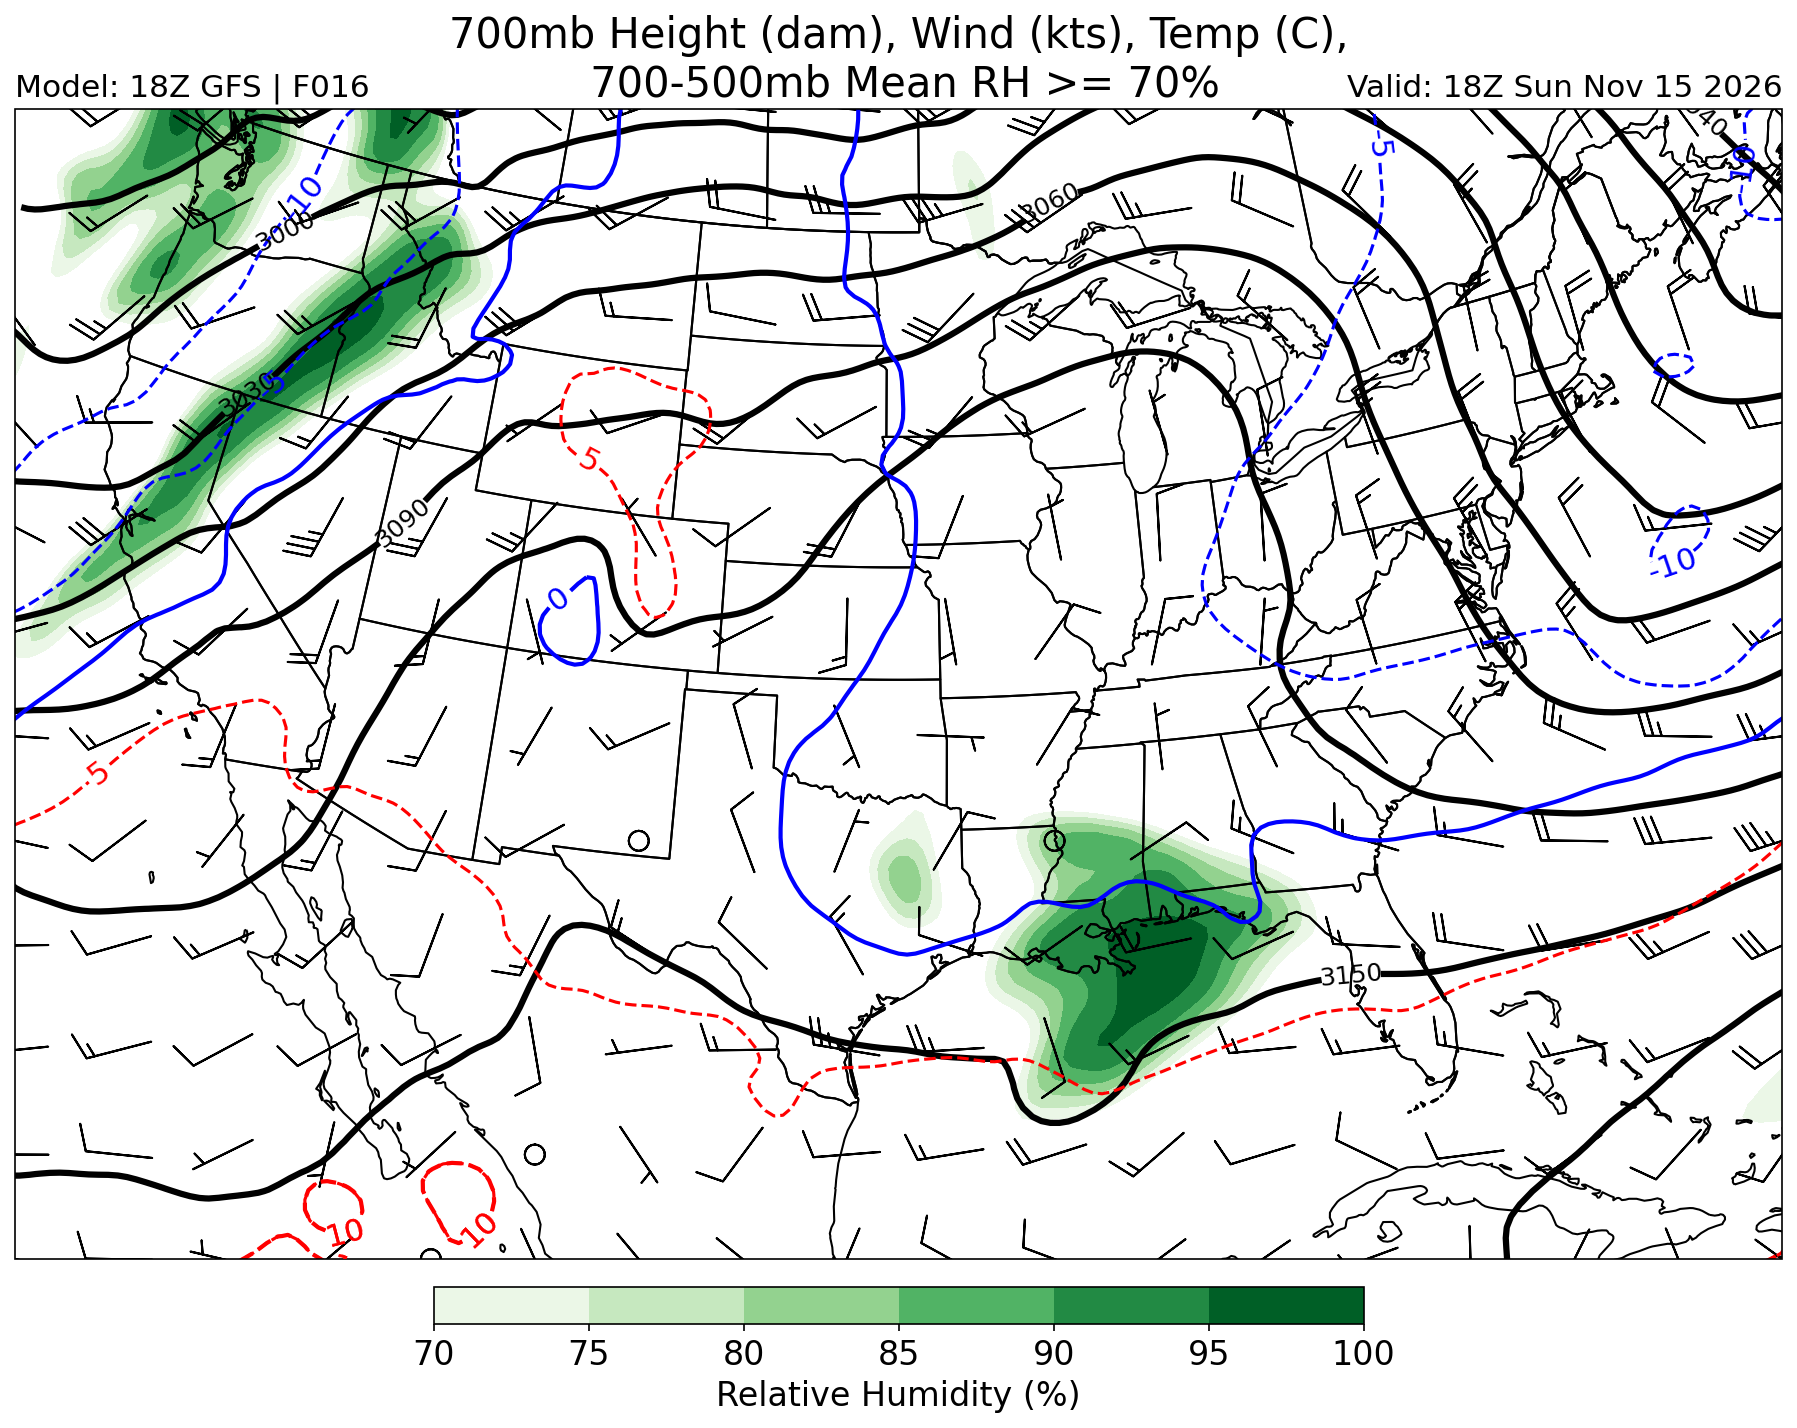 700mb Height (dam), Wind (kts), Temp (C),
700-500mb Mean RH >= 70%
Model: 18Z GFS | F016
Valid: 18Z Sun Nov 15 2026
-10
3000
3060
-5
-10
3030
-5
5
3090
0
-10
5
3150
10
10
70 75 80 85 90 95 100
Relative Humidity (%)